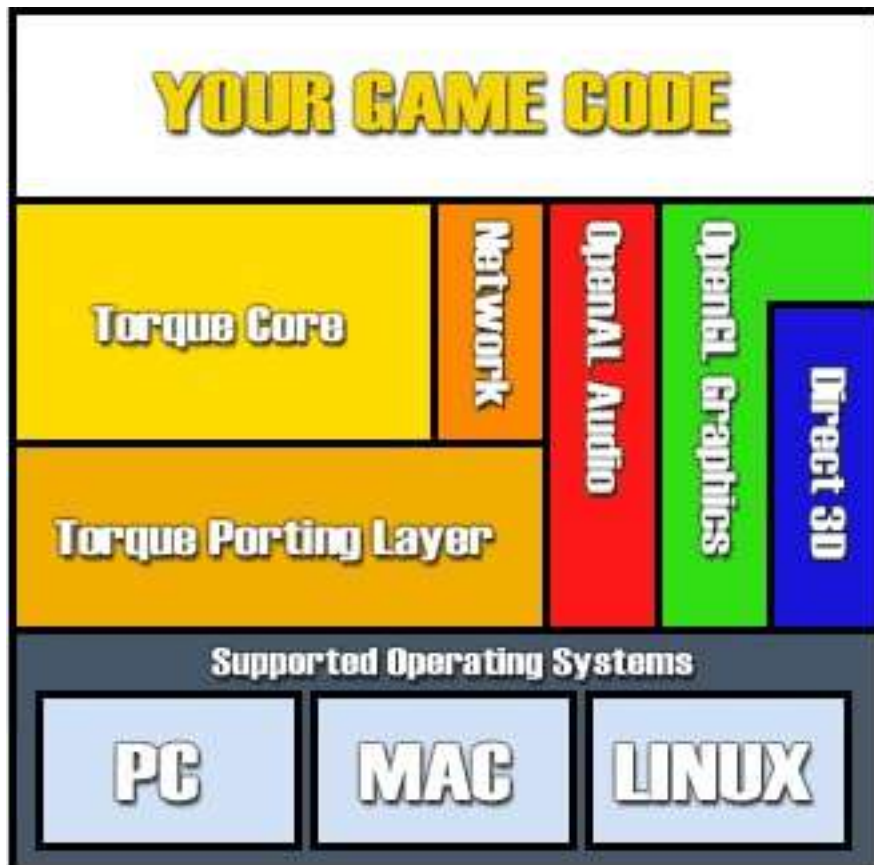 YOUR GAME CODE
Torque Core
Network
OpenAL Audio
OpenGL Graphics
Direct 3D
Torque Porting Layer
Supported Operating Systems
PC
MAC
LINUX